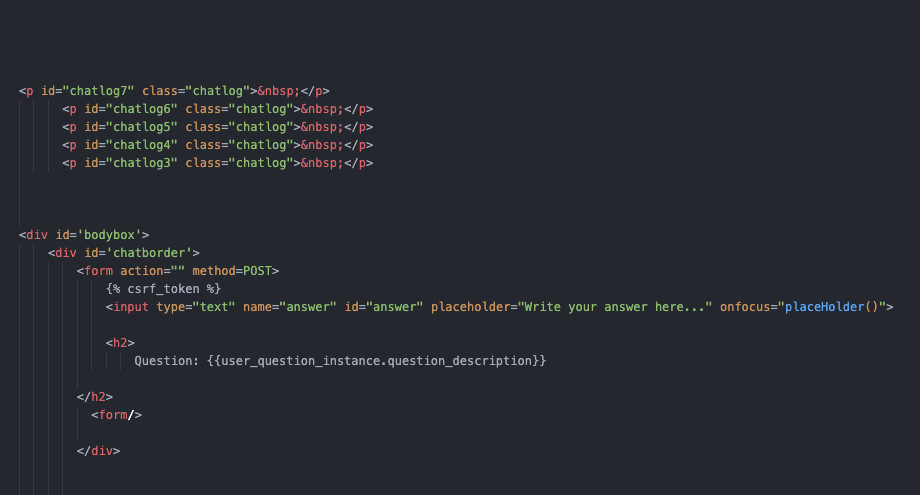 <p id="chatlog7" class="chatlog">&nbsp;</p>
<p id="chatlog6" class="chatlog">&nbsp;</p>
<p id="chatlog5" class="chatlog">&nbsp;</p>
<p id="chatlog4" class="chatlog">&nbsp;</p>
<p id="chatlog3" class="chatlog">&nbsp;</p>
<div id='bodybox'>
<div id='chatborder'>
<form action="" method=POST>
{% csrf_token %}
<input type="text" name="answer" id="answer" placeholder="Write your answer here..." onfocus="placeHolder()">
<h2>
Question: {{user_question_instance.question_description}}
</h2>
<form/>
</div>